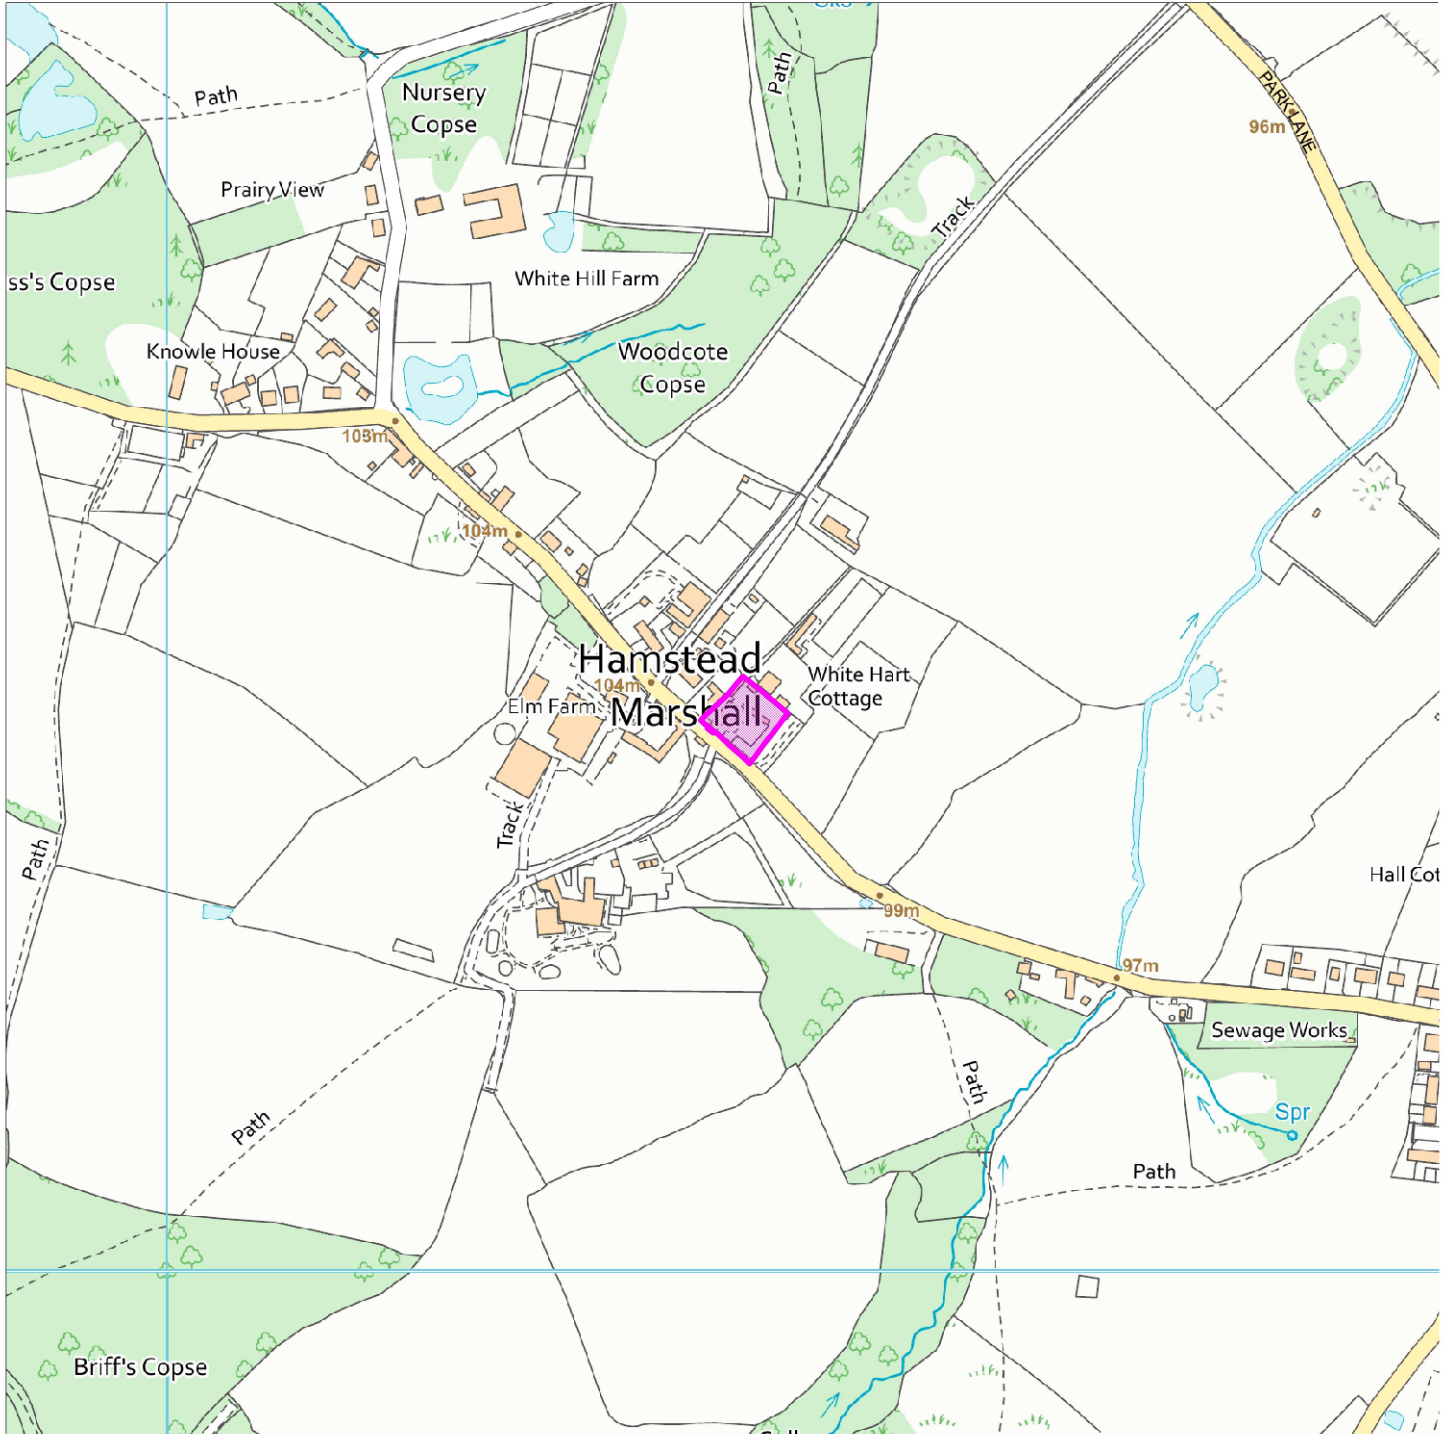 Path
Nursery
Copse
Path
PARK LANE
96m
Prairy View
Track
ss's Copse
White Hill Farm
Knowle House
Woodcote
Copse
103m
104m
Hamstead
Marshall
104m
White Hart
Cottage
Elm Farm
Track
Path
Hall Cot
99m
97m
Sewage Works
Path
Spr
Path
Path
Briff's Copse